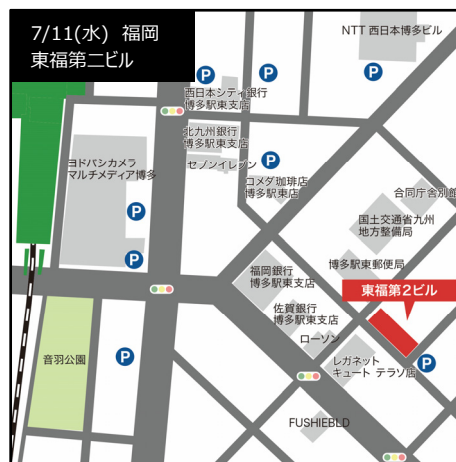 7/11(水) 福岡
東福第二ビル
NTT 西日本博多ビル
P
P
P
西日本シティ銀行
博多駅東支店
北九州銀行
博多駅東支店
セブンイレブン
P
ヨドバシカメラ
マルチメディア博多
コメダ珈琲店
博多駅東店
合同庁舎別館
P
国土交通省九州
地方整備局
P
福岡銀行
博多駅東支店
博多駅東郵便局
東福第2ビル
佐賀銀行
博多駅東支店
ローソン
音羽公園
P
レガネット
キュート テラソ店
P
FUSHIEBLD